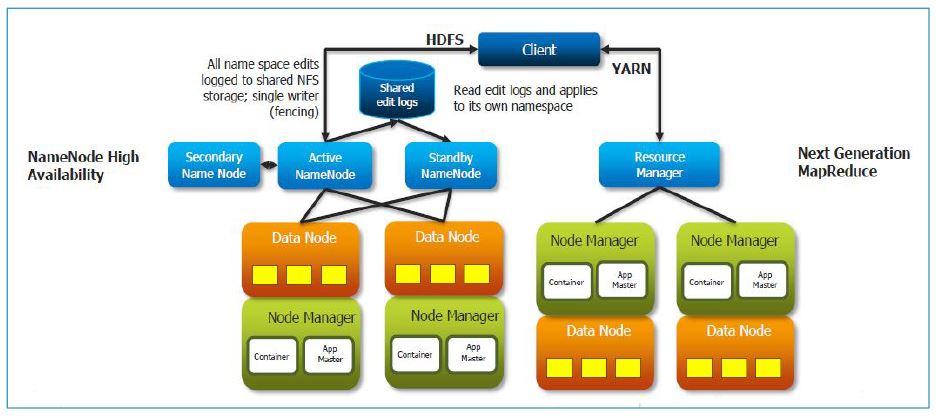 HDFS
Client
YARN
All name space edits
logged to shared NFS
storage; single writer
(fencing)
Shared
edit logs
Read edit logs and applies
to its own namespace
NameNode High
Availability
Secondary
Name Node
Active
NameNode
Standby
NameNode
Resource
Manager
Next Generation
MapReduce
Data Node
Data Node
Node Manager
Container
App
Master
Node Manager
Container
App
Master
Node Manager
Container
App
Master
Node Manager
Container
App
Master
Data Node
Data Node